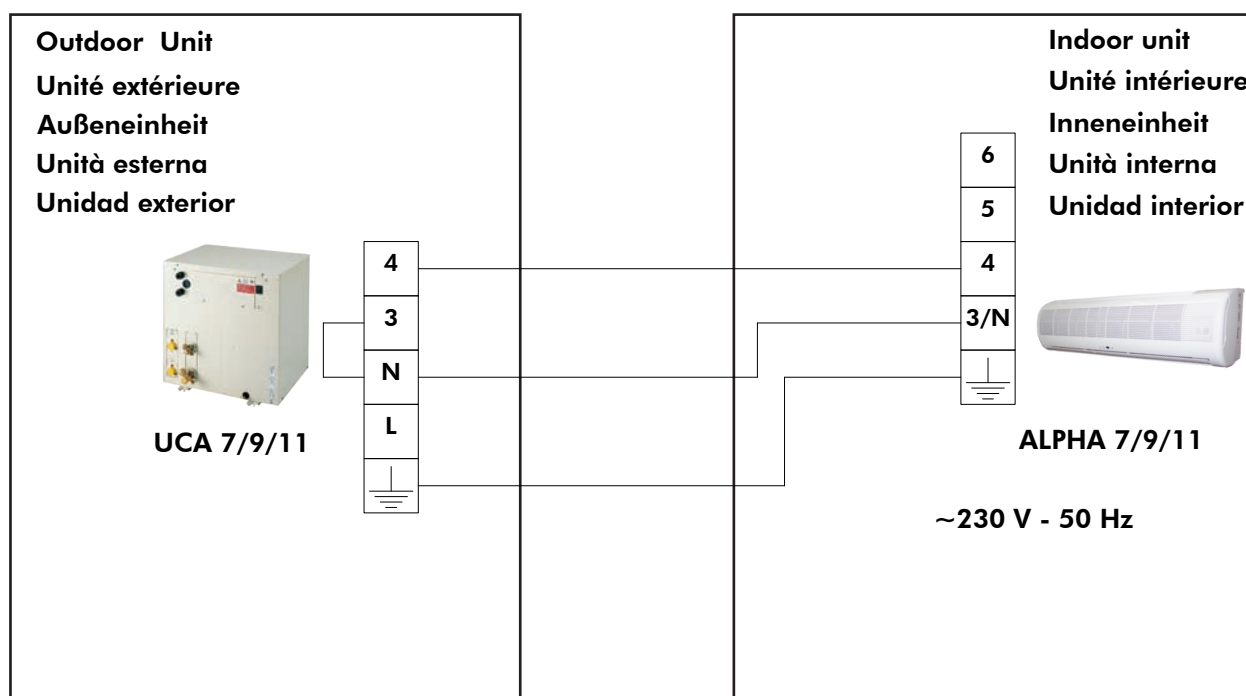 Outdoor Unit
Unité extérieure
Außeneinheit
Unità esterna
Unidad exterior
4
3
N
L
UCA 7/9/11
Indoor unit
Unité intérieure
Inneneinheit
Unità interna
Unidad interior
6
5
4
3/N
ALPHA 7/9/11
~230 V - 50 Hz